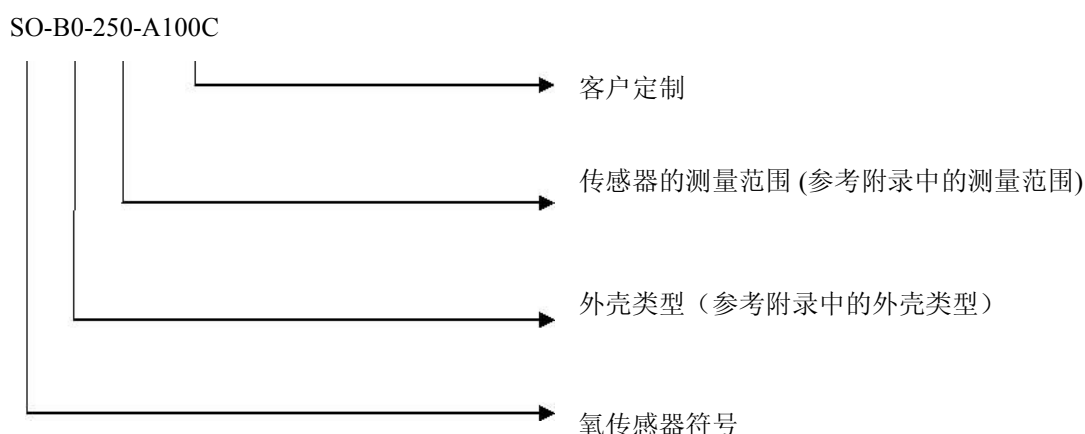 SO-B0-250-A100C
客户定制
传感器的测量范围 (参考附录中的测量范围)
外壳类型（参考附录中的外壳类型）
氧传感器符号